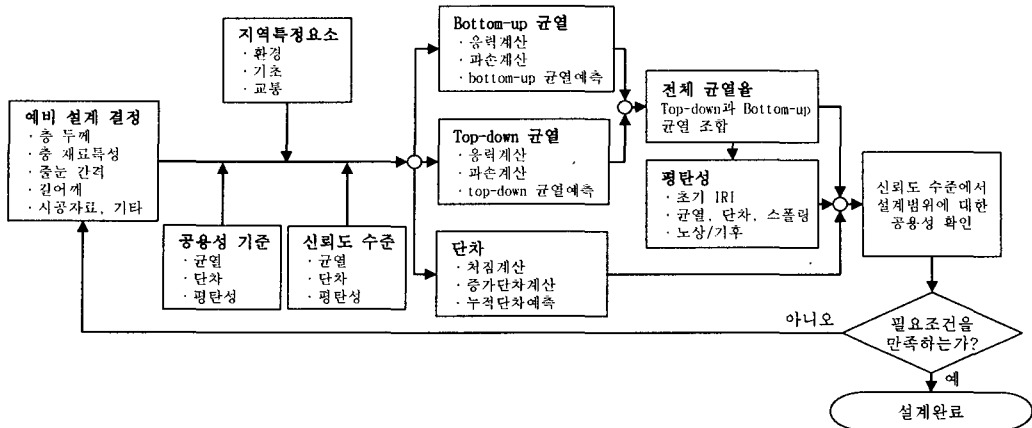 지역특정요소
· 환경
· 기초
· 교통
예비 설계 결정
· 층 두께
· 층 재료특성
· 줄눈 간격
· 길어깨
· 시공자료, 기타
공용성 기준
· 균열
· 단차
· 평탄성
신뢰도 수준
· 균열
· 단차
· 평탄성
Bottom-up 균열
· 응력계산
· 파손계산
· bottom-up 균열예측
Top-down 균열
· 응력계산
· 파손계산
· top-down 균열예측
단차
· 처짐계산
· 증가단차계산
· 누적단차예측
전체 균열율
Top-down과 Bottom-up
균열 조합
평탄성
· 초기 IRI
· 균열, 단차, 스폴링
· 노상/기후
신뢰도 수준에서
설계범위에 대한
공용성 확인
필요조건을
만족하는가?
아니오
예
설계완료